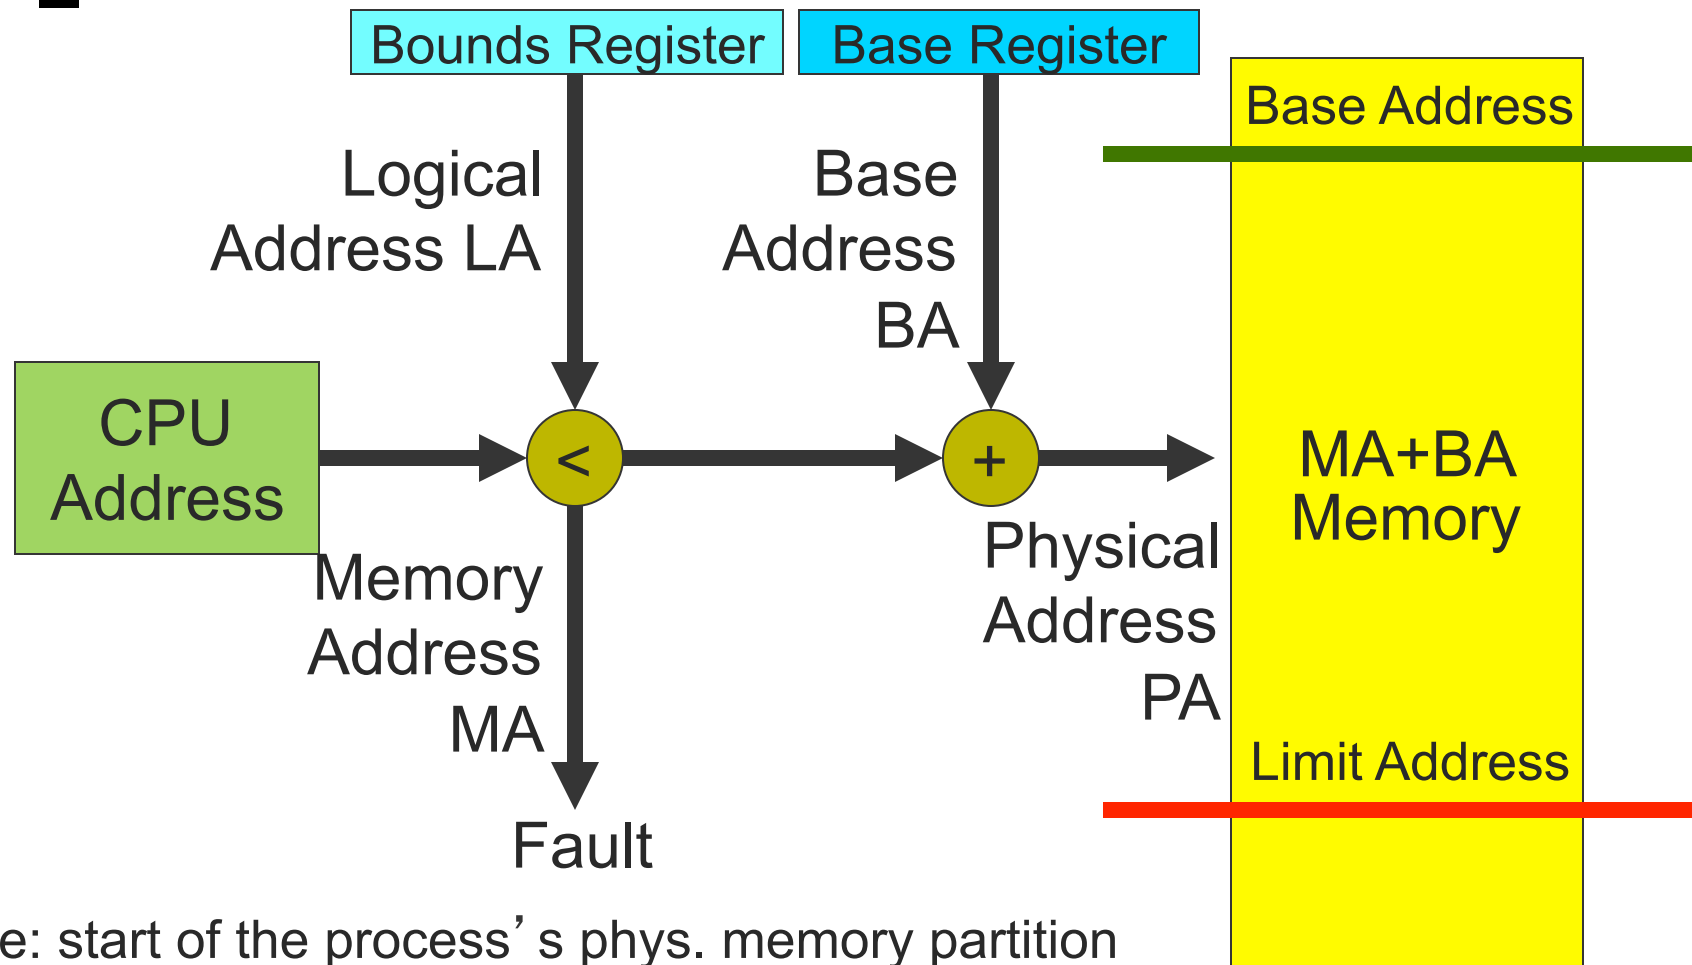 Bounds Register
Base Register
Base Address
Logical
Address LA
Base
Address
BA
CPU
Address
<
+
MA+BA
Memory
Memory
Address
MA
Physical
Address
PA
Limit Address
Fault
e: start of the process’s phys. memory partition